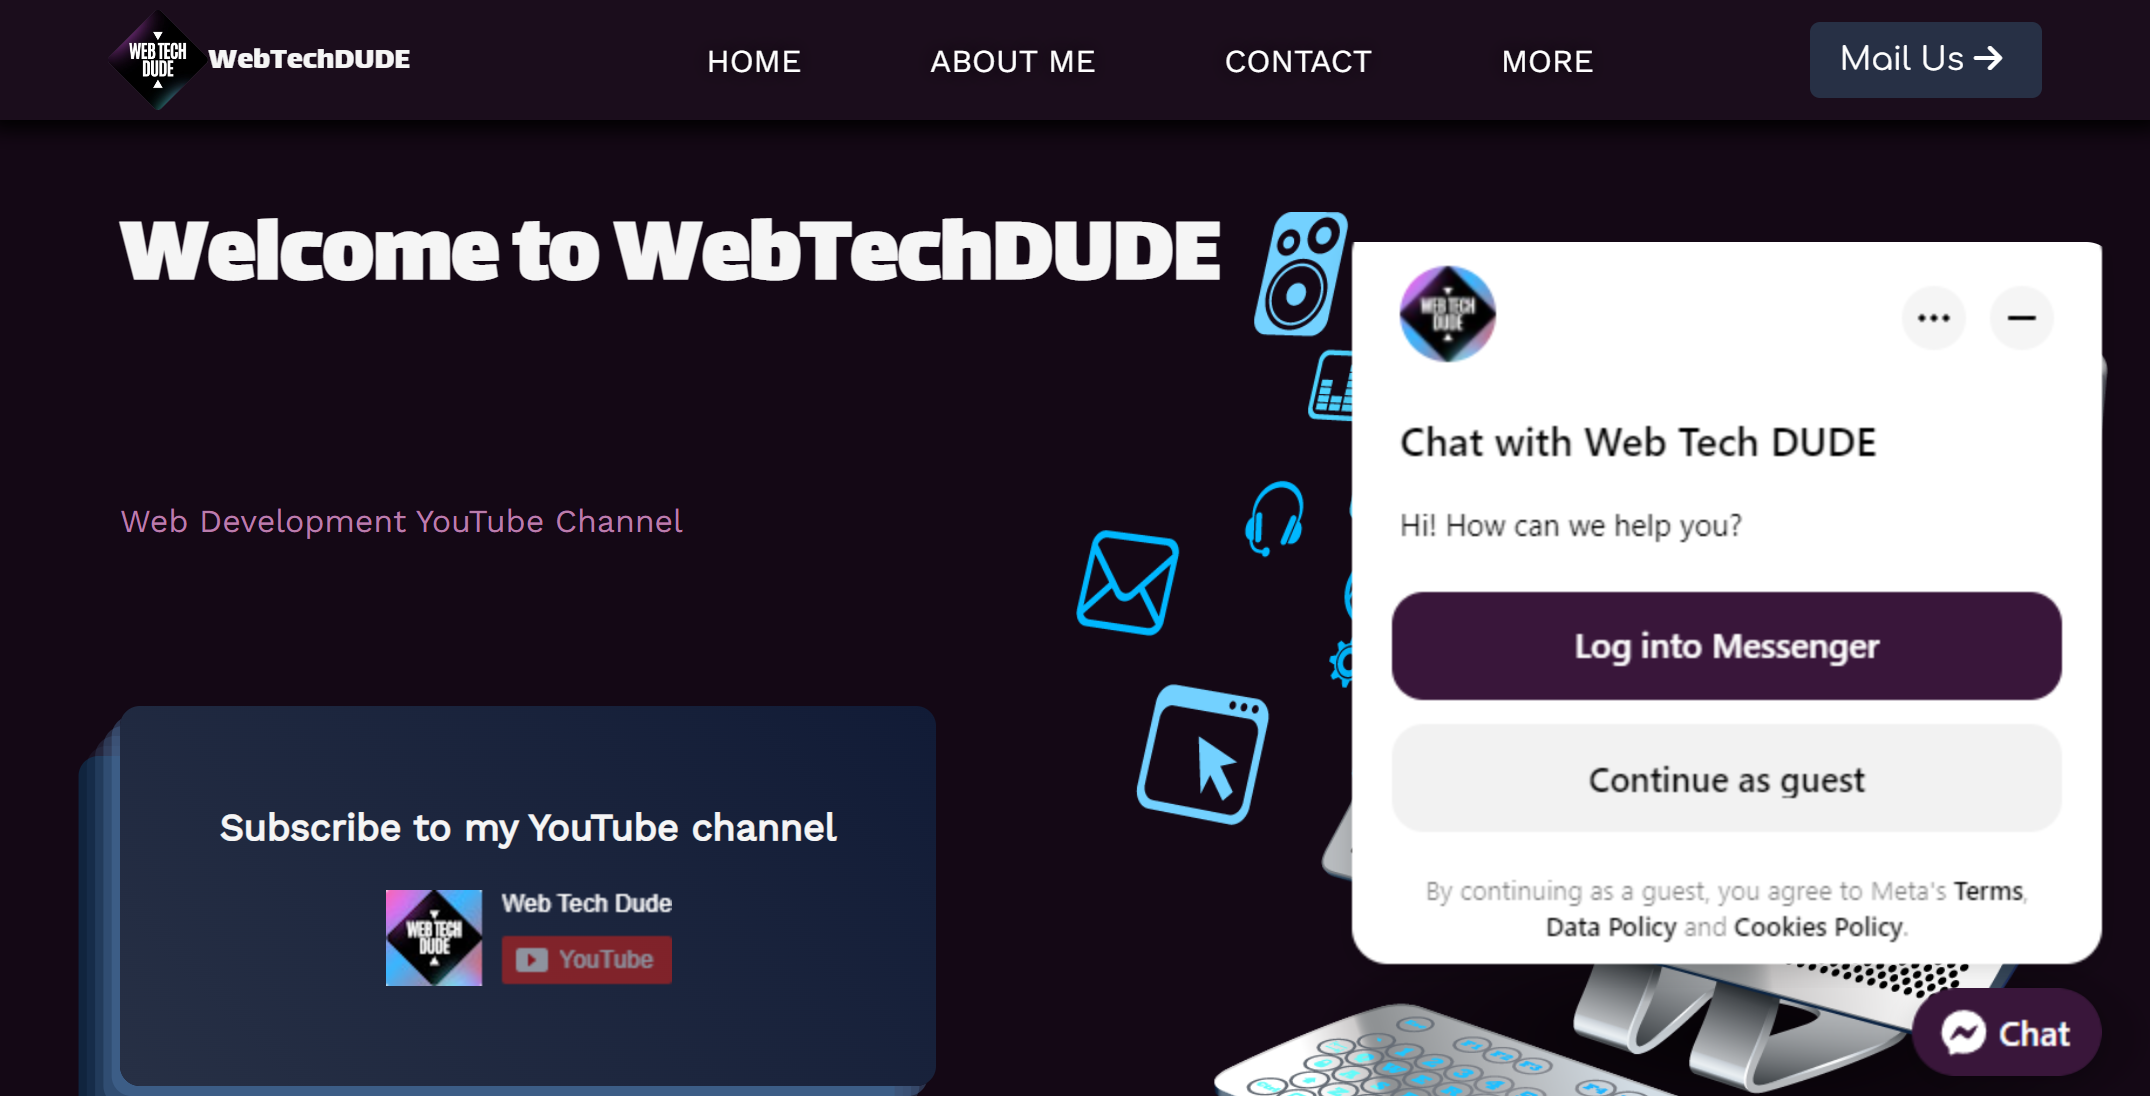 WEB TECH
DUDE
WebTechDUDE
HOME
ABOUT ME
CONTACT
MORE
Mail Us
Welcome to WebTechDUDE
Web Development YouTube Channel
Subscribe to my YouTube channel
WEB TECH
DUDE
Web Tech Dude
YouTube
WEB TECH
DUDE
Chat with Web Tech DUDE
Hi! How can we help you?
Log into Messenger
Continue as guest
By continuing as a guest, you agree to Meta's Terms,
Data Policy and Cookies Policy.
Chat